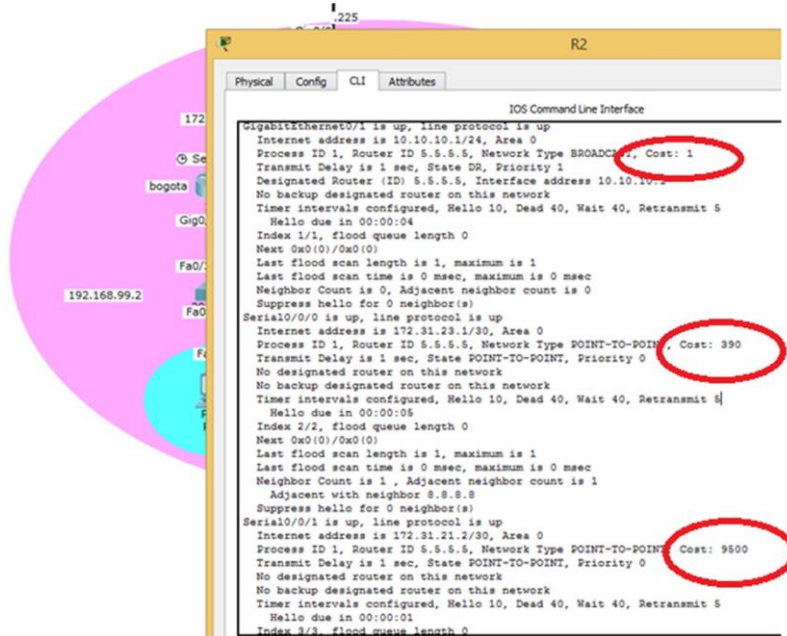 .225
R2
Physical Config CLI Attributes
IOS Command Line Interface
172
bogota
Gig0
192.168.99.2
GigabitEthernet0/1 is up, line protocol is up
Internet address is 10.10.10.1/24, Area 0
Process ID 1, Router ID 5.5.5.5, Network Type Cost: 1
Transmit Delay is 1 sec, State DR, Priority 1
Designated Router (ID) 5.5.5.5, Interface address
No backup designated router on this network
Timer intervals configured, Hello 10, Dead 40, Wait 40, Retransmit 5
Hello due in 00:00:04
Index 1/1, flood queue length 0
Next 0x0(0)/0x0(0)
Last flood scan length is 1, maximum is 1
Last flood scan time is 0 msec, maximum is 0 msec
Neighbor Count is 0, Adjacent neighbor count is 0
Suppress hello for 0 neighbor(s)
Serial0/0/0 is up, line protocol is up
Internet address is 172.31.23.1/30, Area 0
Process ID 1, Router ID 5.5.5.5, Network Type POINT-TO-POINT, Cost: 390
Transmit Delay is 1 sec, State POINT-TO-POINT, Priority 0
No designated router on this network
No backup designated router on this network
Timer intervals configured, Hello 10, Dead 40, Wait 40, Retransmit 5
Hello due in 00:00:05
Index 2/2, flood queue length 0
Next 0x0(0)/0x0(0)
Last flood scan length is 1, maximum is 1
Last flood scan time is 0 msec, maximum is 0 msec
Neighbor Count is 1 , Adjacent neighbor count is 1
Adjacent with neighbor 8.8.8.8
Suppress hello for 0 neighbor(s)
Serial0/0/1 is up, line protocol is up
Internet address is 172.31.21.2/30, Area 0
Process ID 1, Router ID 5.5.5.5, Network Type POINT-TO-POINT, Cost: 9500
Transmit Delay is 1 sec, State POINT-TO-POINT, Priority 0
No designated router on this network
No backup designated router on this network
Timer intervals configured, Hello 10, Dead 40, Wait 40, Retransmit 5
Hello due in 00:00:01
Index 3/3, flood queue length 0